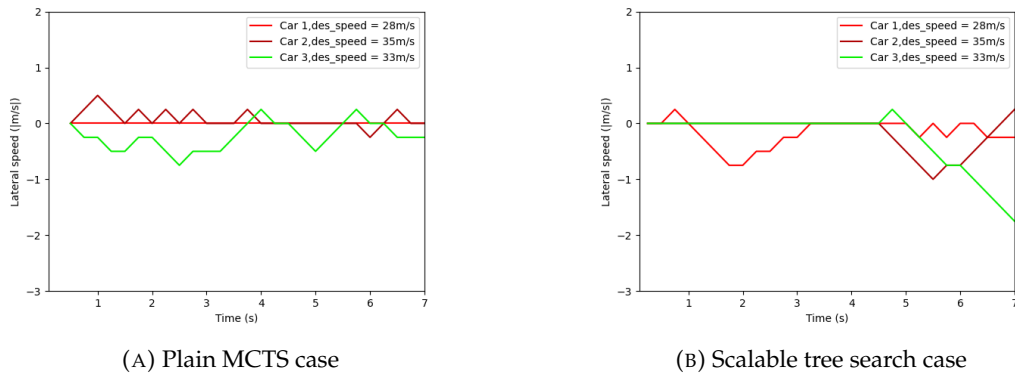 2
1
0
−1
−2
−3
Lateral speed (|m/s|)
1 2 3 4 5 6 7
Time (s)
Car 1,des_speed = 28m/s
Car 2,des_speed = 35m/s
Car 3,des_speed = 33m/s
(A) Plain MCTS case
2
1
0
−1
−2
−3
Lateral speed (|m/s|)
1 2 3 4 5 6 7
Time (s)
Car 1,des_speed = 28m/s
Car 2,des_speed = 35m/s
Car 3,des_speed = 33m/s
(B) Scalable tree search case